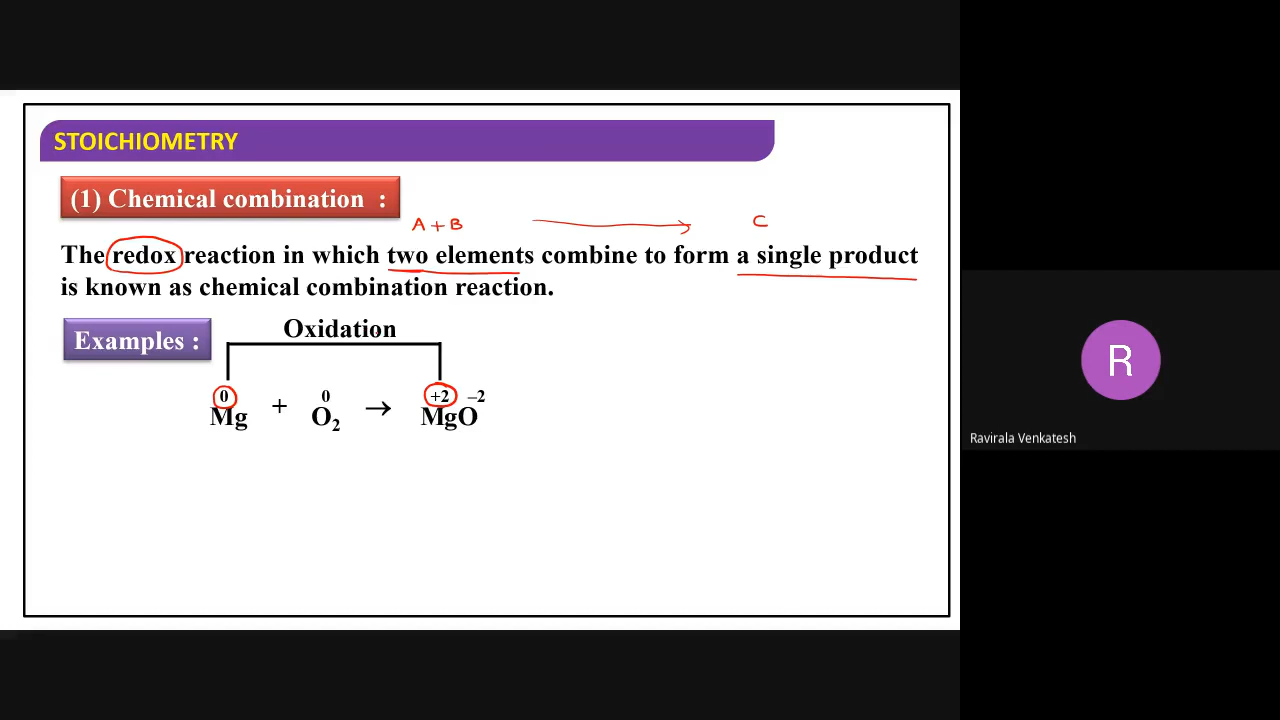 STOICHIOMETRY
(1) Chemical combination :
A + B → C
The redox reaction in which two elements combine to form a single product
is known as chemical combination reaction.
Examples :
Oxidation
0 0 +2 –2
Mg + O₂ → MgO
R
Ravirala Venkatesh